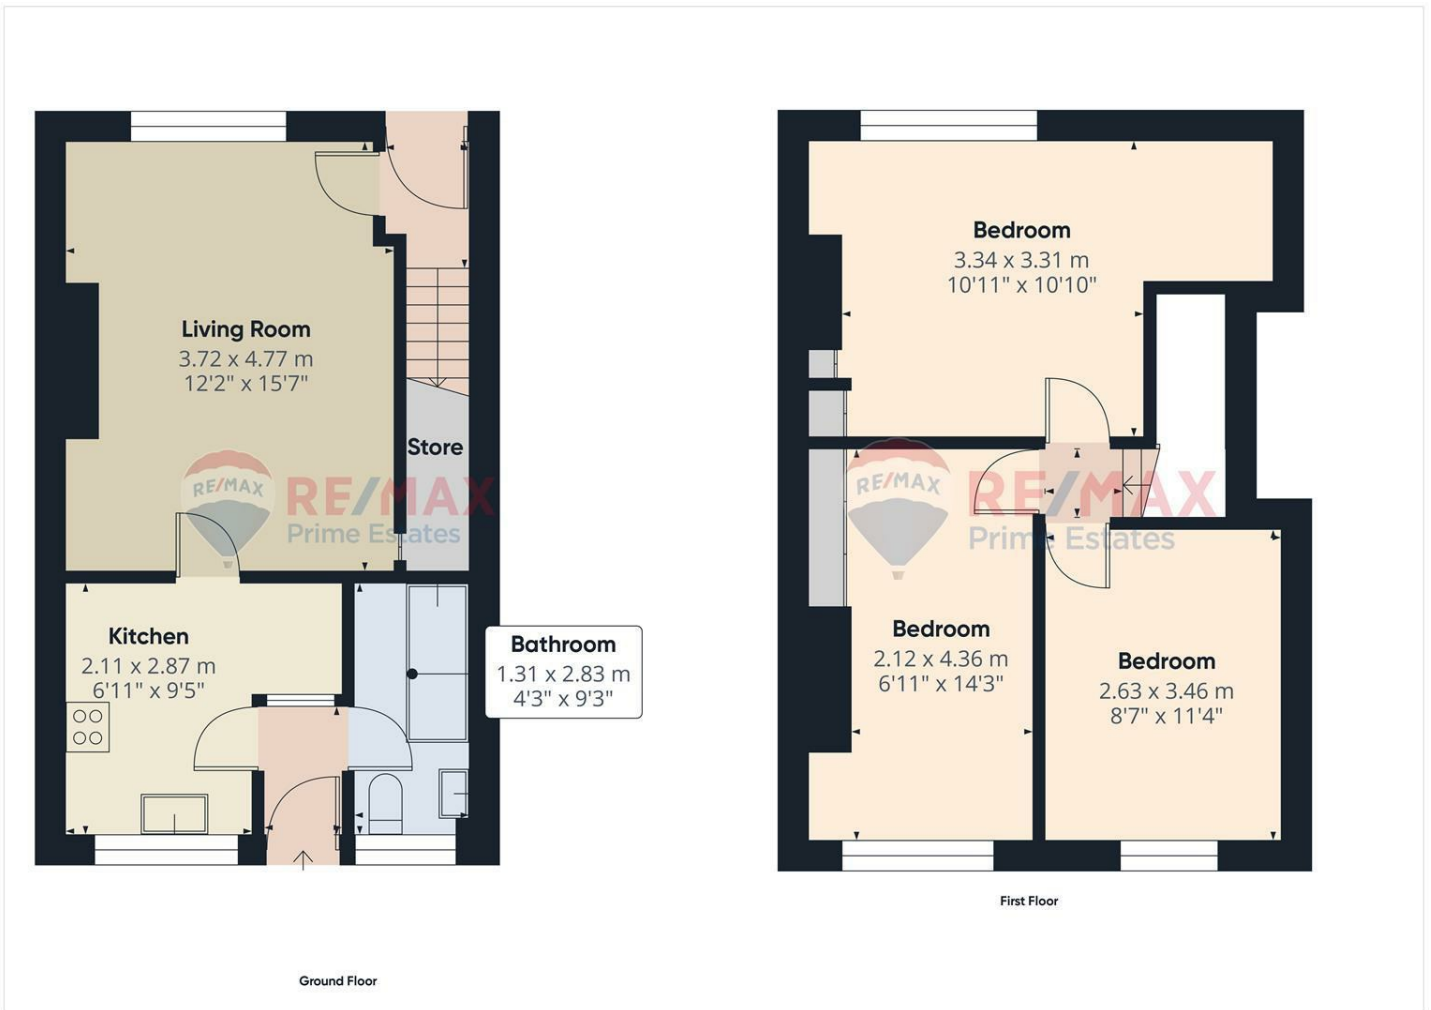 Living Room
3.72 x 4.77 m
12'2" x 15'7"
Store
RE/MAX
RE/MAX
Prime Estates
Kitchen
2.11 x 2.87 m
6'11" x 9'5"
Bathroom
1.31 x 2.83 m
4'3" x 9'3"
Ground Floor
Bedroom
3.34 x 3.31 m
10'11" x 10'10"
RE/MAX
RE/MAX
Prime Estates
Bedroom
2.12 x 4.36 m
6'11" x 14'3"
Bedroom
2.63 x 3.46 m
8'7" x 11'4"
First Floor